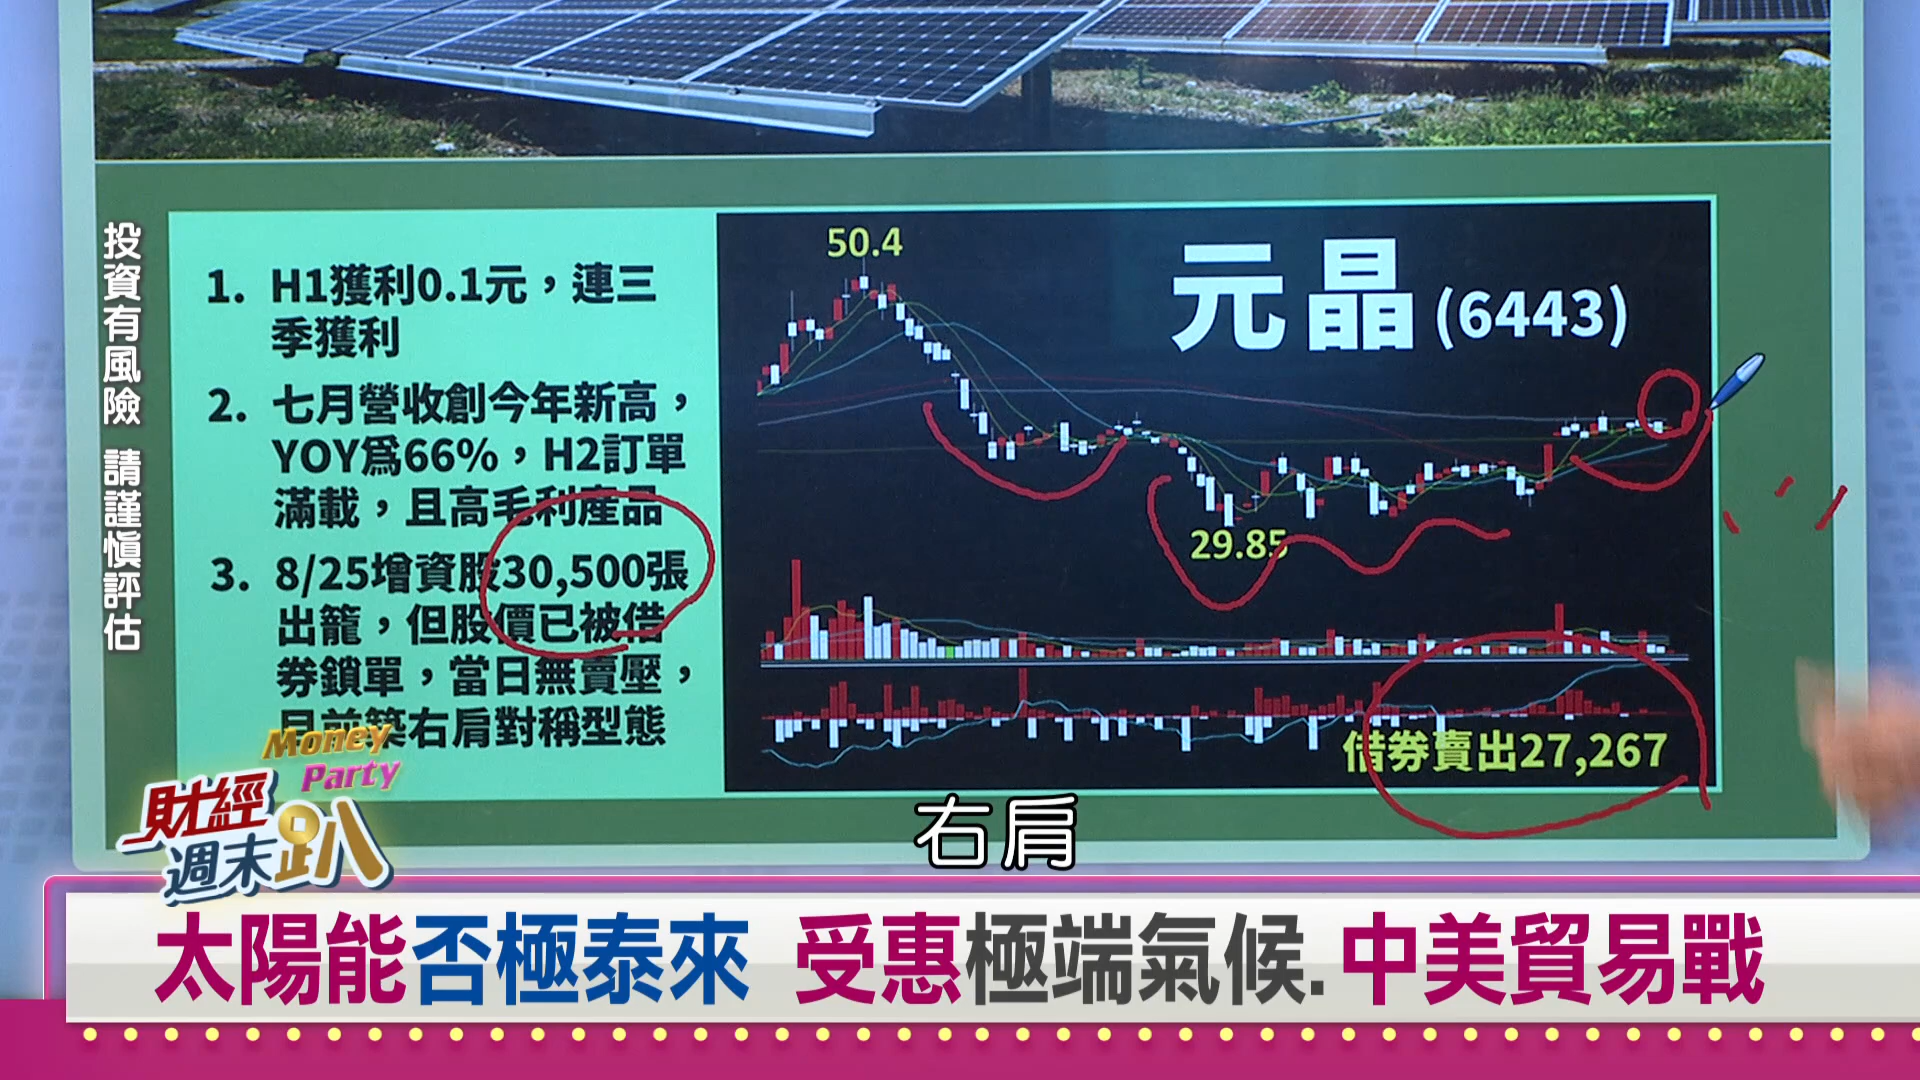 投資有風險 請謹慎評估
1. H1獲利0.1元，連三
季獲利
2. 七月營收創今年新高，
YOY為66%，H2訂單
滿載，且高毛利產品
3. 8/25增資股30,500張
出籠，但股價已被借
券鎖單，當日無賣壓，
目前築右肩對稱型態
50.4
元晶(6443)
29.85
借券賣出27,267
Money
Party
財經
週末趴
右肩
太陽能否極泰來 受惠極端氣候.中美貿易戰